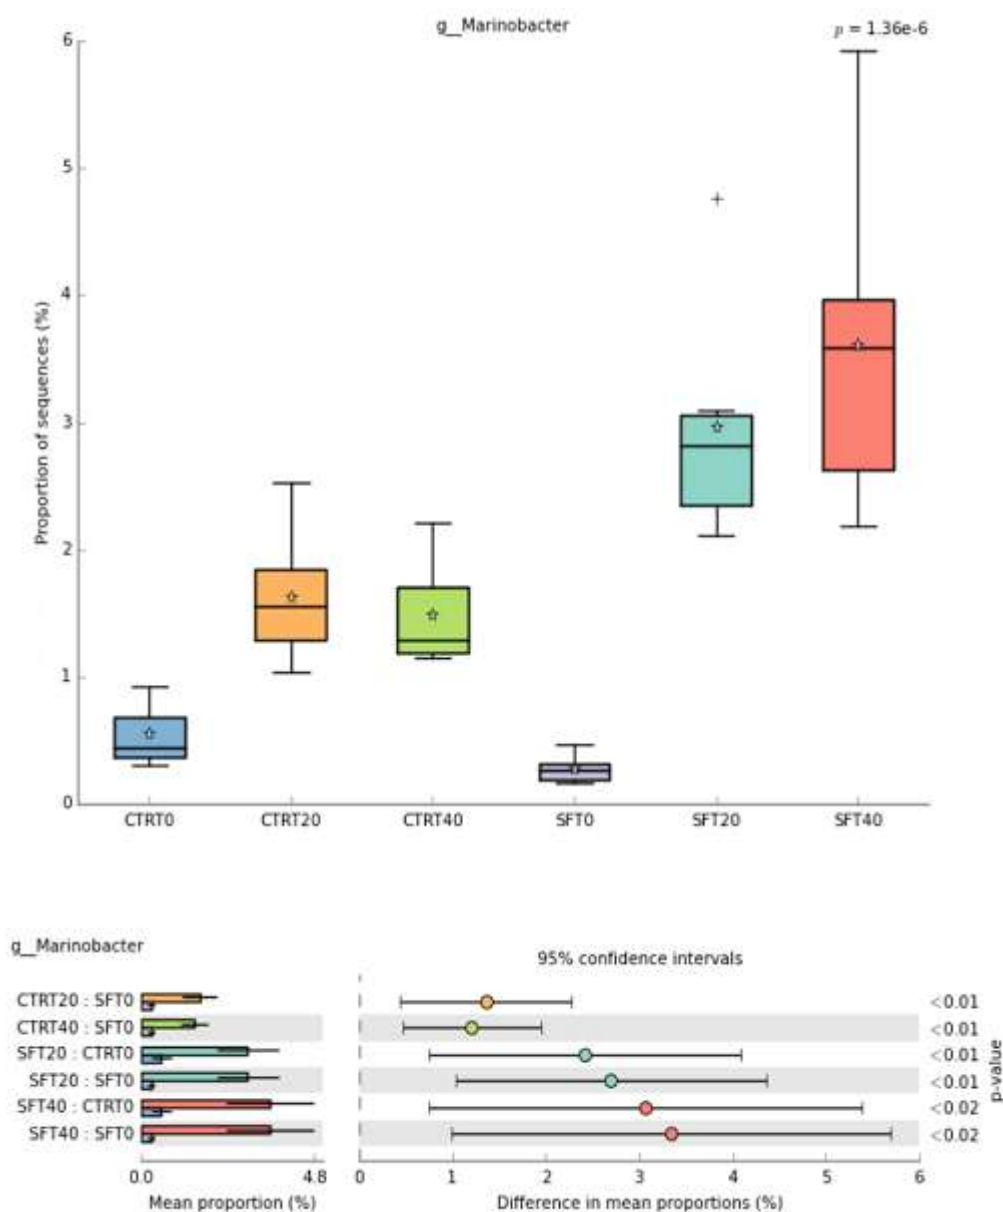 g__Marinobacter
p = 1.36e-6
6
5
4
3
2
1
0
Proportion of sequences (%)
CTRT0 CTRT20 CTRT40 SFT0 SFT20 SFT40
g__Marinobacter
95% confidence intervals
CTRT20 : SFT0 <0.01
CTRT40 : SFT0 <0.01
SFT20 : CTRT0 <0.01
SFT20 : SFT0 <0.01
SFT40 : CTRT0 <0.02
SFT40 : SFT0 <0.02
p-value
0.0 4.8 0 1 2 3 4 5 6
Mean proportion (%) Difference in mean proportions (%)